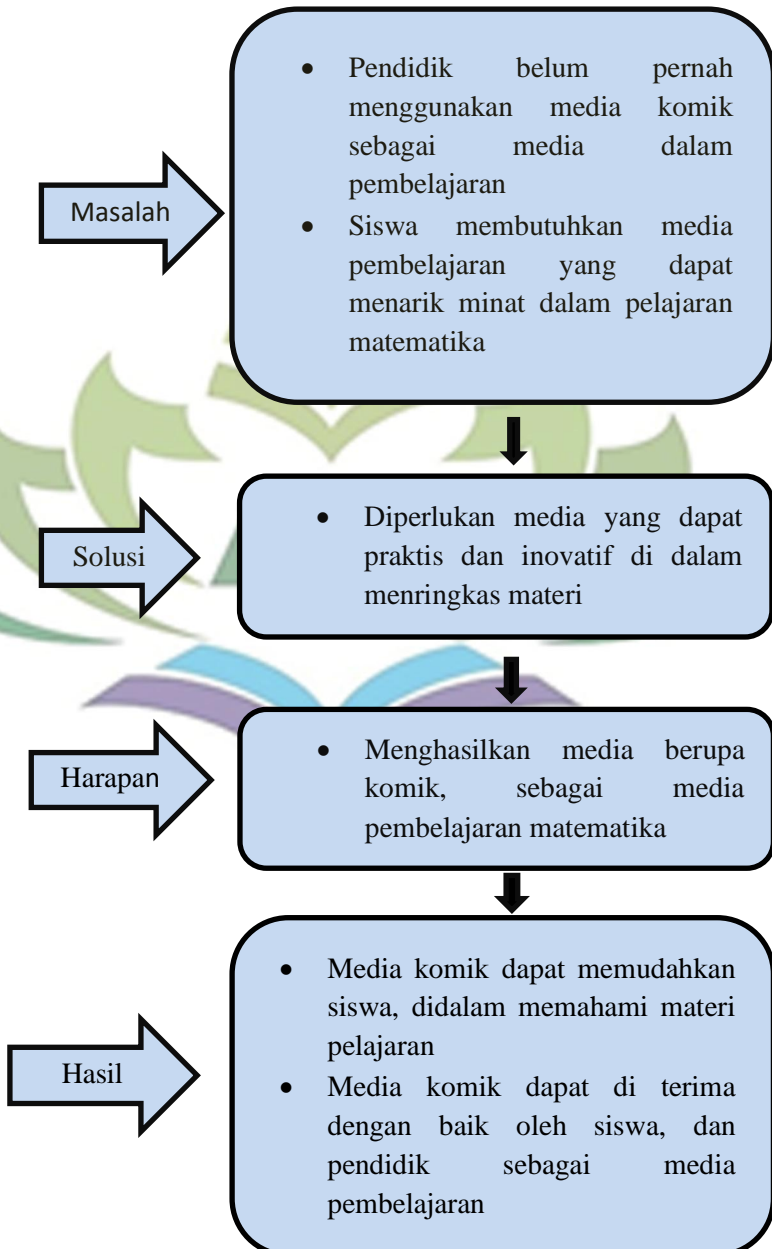 Masalah
• Pendidik belum pernah
menggunakan media komik
sebagai media dalam
pembelajaran
• Siswa membutuhkan media
pembelajaran yang dapat
menarik minat dalam pelajaran
matematika
Solusi
• Diperlukan media yang dapat
praktis dan inovatif di dalam
menringkas materi
Harapan
• Menghasilkan media berupa
komik, sebagai media
pembelajaran matematika
Hasil
• Media komik dapat memudahkan
siswa, didalam memahami materi
pelajaran
• Media komik dapat di terima
dengan baik oleh siswa, dan
pendidik sebagai media
pembelajaran